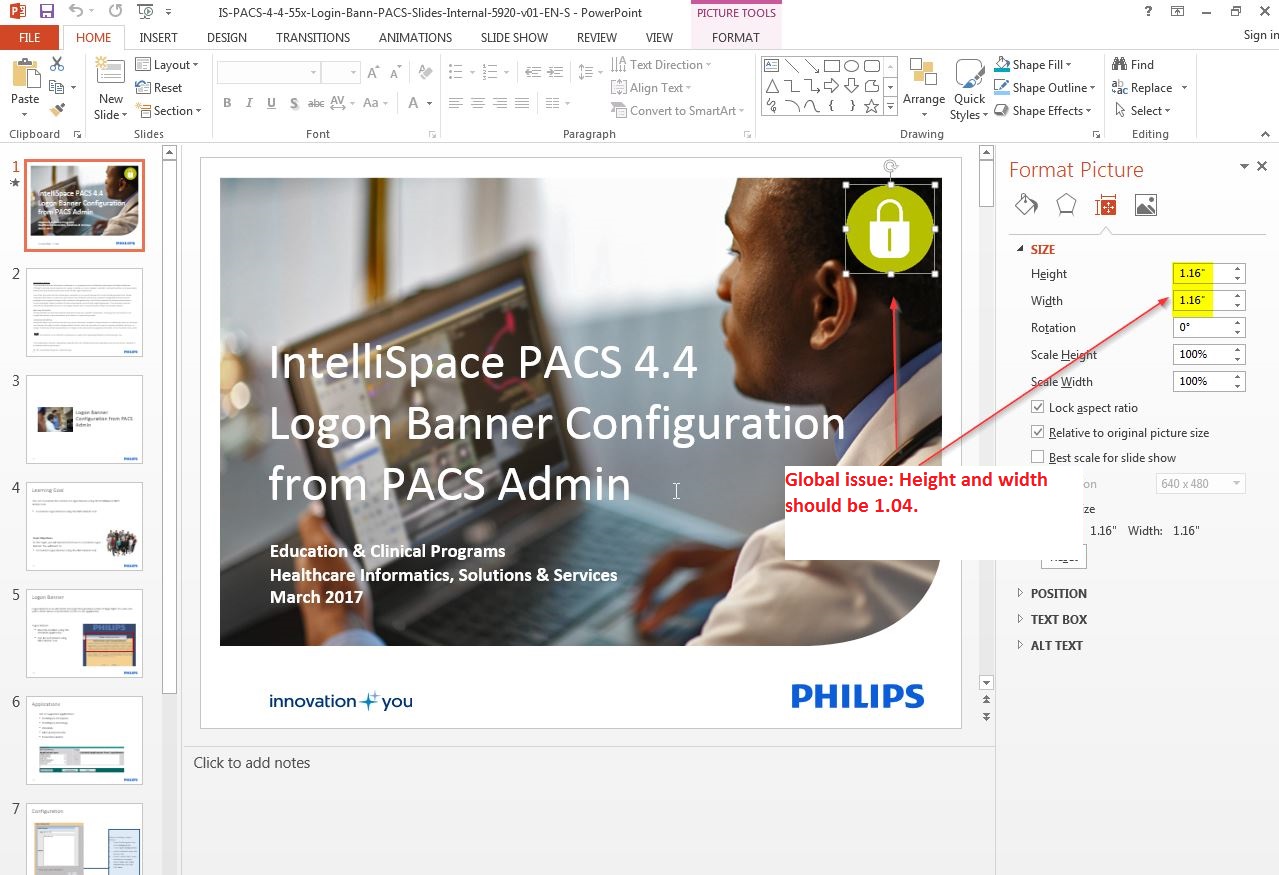 IS-PACS-4-4-55x-Login-Bann-PACS-Slides-Internal-5920-v01-EN-S - PowerPoint
PICTURE TOOLS
Sign in
FILE HOME INSERT DESIGN TRANSITIONS ANIMATIONS SLIDE SHOW REVIEW VIEW FORMAT
Paste
New
Slide
Layout
Reset
Section
B I U S abc AV Aa A
Text Direction
Align Text
Convert to SmartArt
Arrange
Quick
Styles
Shape Fill
Shape Outline
Shape Effects
Find
Replace
Select
Clipboard Slides Font Paragraph Drawing Editing
1
IntelliSpace PACS 4.4
Logon Banner Configuration
from PACS Admin
PHILIPS
2
PHILIPS
3
Logon Banner
Configuration from PACS
Admin
PHILIPS
4
Learning Goal
PHILIPS
5
Logon Banner
PHILIPS
PHILIPS
6
Applications
PHILIPS
7
Configuration
IntelliSpace PACS 4.4
Logon Banner Configuration
from PACS Admin
Education & Clinical Programs
Healthcare Informatics, Solutions & Services
March 2017
innovation you
PHILIPS
Click to add notes
Format Picture
SIZE
Height 1.16"
Width 1.16"
Rotation 0°
Scale Height 100%
Scale Width 100%
Lock aspect ratio
Relative to original picture size
Best scale for slide show
640 x 480
Global issue: Height and width
should be 1.04.
1.16" Width: 1.16"
POSITION
TEXT BOX
ALT TEXT